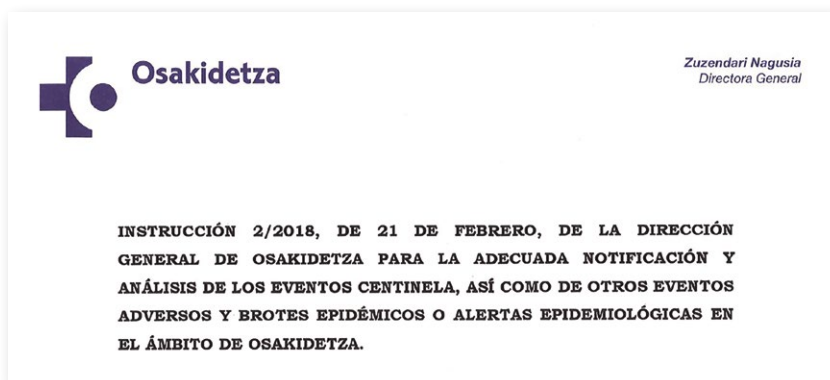 Osakidetza
Zuzendari Nagusia
Directora General
INSTRUCCIÓN 2/2018, DE 21 DE FEBRERO, DE LA DIRECCIÓN
GENERAL DE OSAKIDETZA PARA LA ADECUADA NOTIFICACIÓN Y
ANÁLISIS DE LOS EVENTOS CENTINELA, ASÍ COMO DE OTROS EVENTOS
ADVERSOS Y BROTES EPIDÉMICOS O ALERTAS EPIDEMIOLÓGICAS EN
EL ÁMBITO DE OSAKIDETZA.